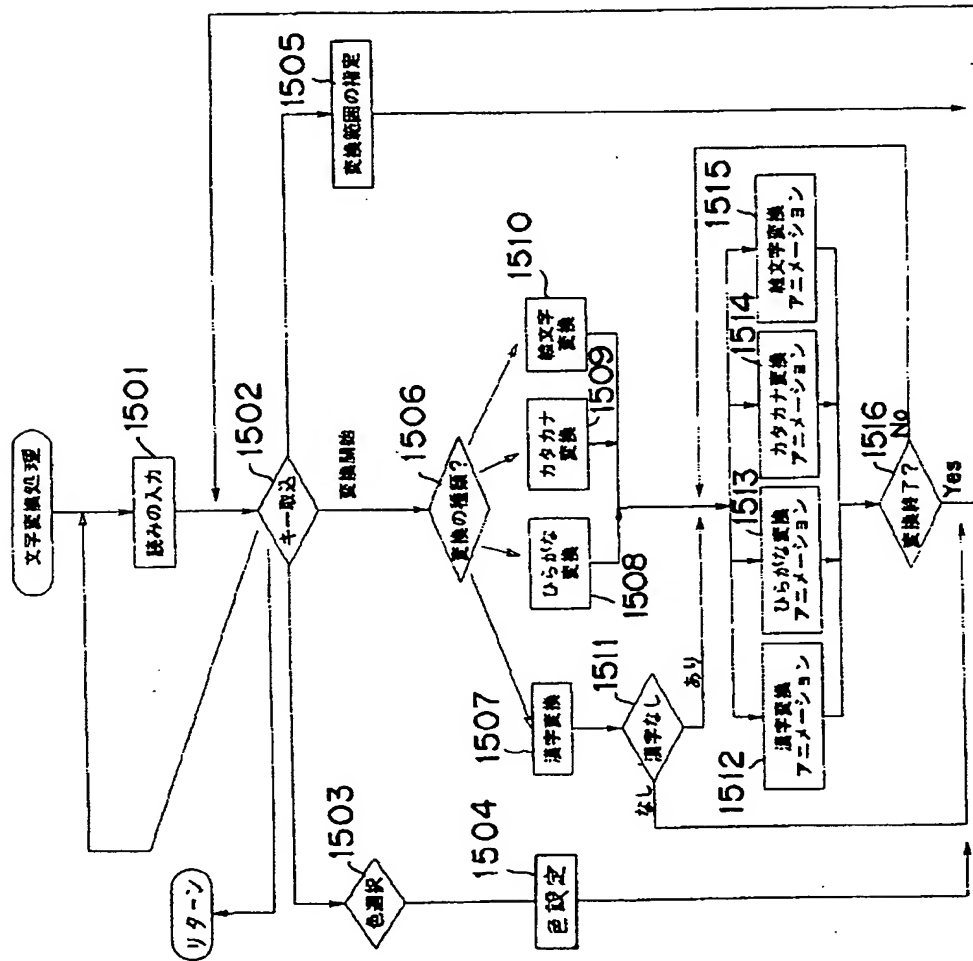 文字変換処理
1501
読みの入力
リターン
1502
キー取込
1505
変換範囲の指定
変換開始
1503
色選択
1504
色設定
1506
変換の種類?
1507
漢字変換
ひらがな
変換
1508
カタカナ
変換
1509
1510
絵文字
変換
1511
漢字なし
なし
あり
1512
漢字変換
アニメーション
1513
ひらがな変換
アニメーション
1514
カタカナ変換
アニメーション
1515
絵文字変換
アニメーション
1516
変換終了?
No
Yes